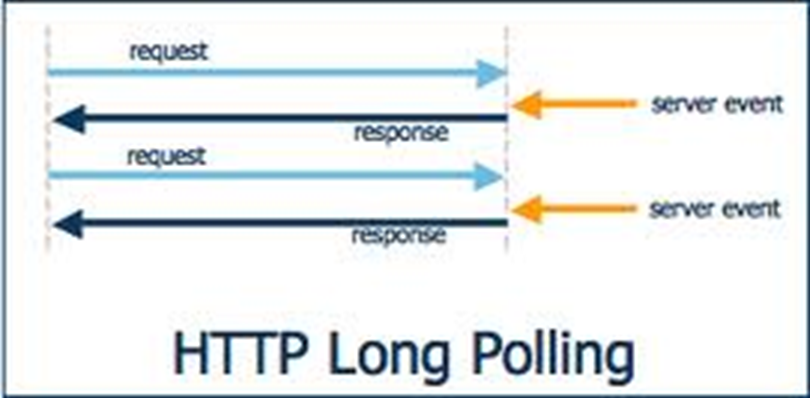 request
server event
response
request
server event
response
HTTP Long Polling